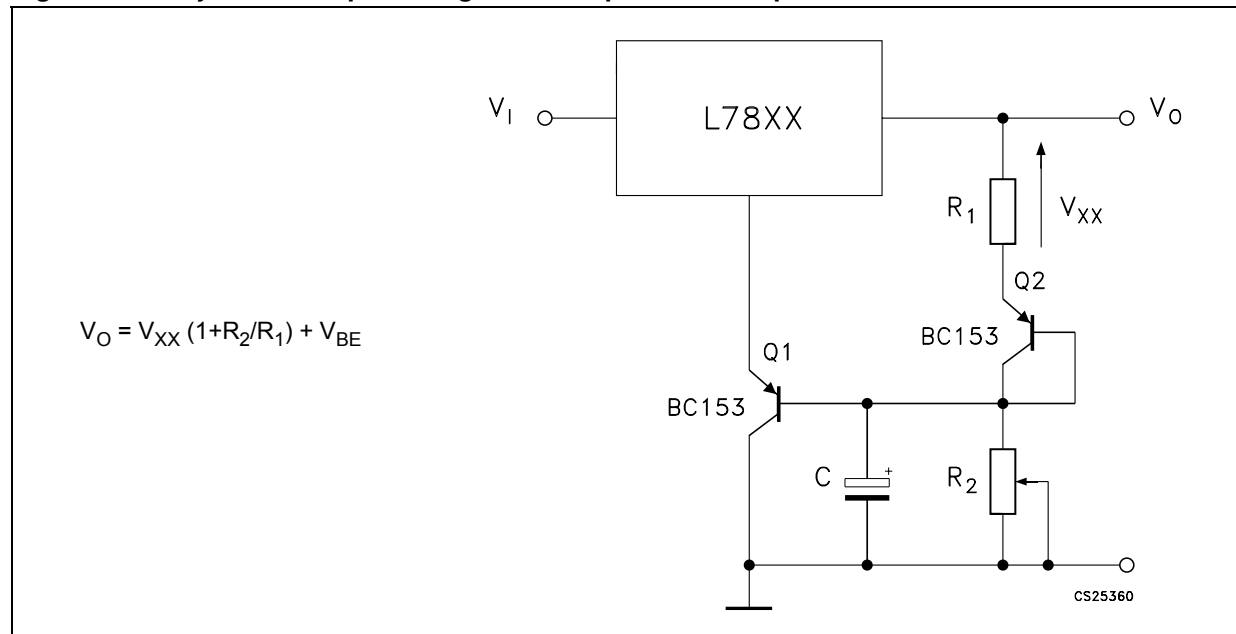 V_I
L78XX
V_O
R_1
V_XX
Q2
BC153
V_O = V_XX (1+R_2/R_1) + V_BE
Q1
BC153
C
+
R_2
CS25360